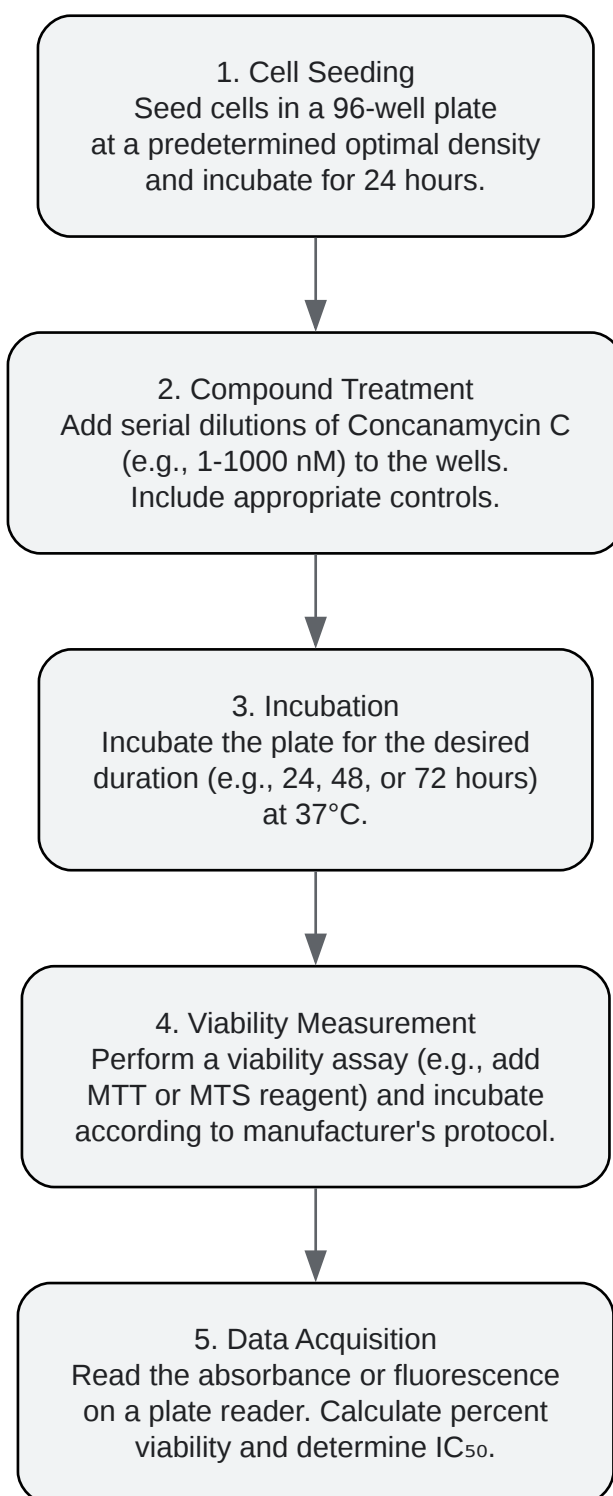 1. Cell Seeding
Seed cells in a 96-well plate
at a predetermined optimal density
and incubate for 24 hours.
2. Compound Treatment
Add serial dilutions of Concanamycin C
(e.g., 1-1000 nM) to the wells.
Include appropriate controls.
3. Incubation
Incubate the plate for the desired
duration (e.g., 24, 48, or 72 hours)
at 37°C.
4. Viability Measurement
Perform a viability assay (e.g., add
MTT or MTS reagent) and incubate
according to manufacturer's protocol.
5. Data Acquisition
Read the absorbance or fluorescence
on a plate reader. Calculate percent
viability and determine IC₅₀.